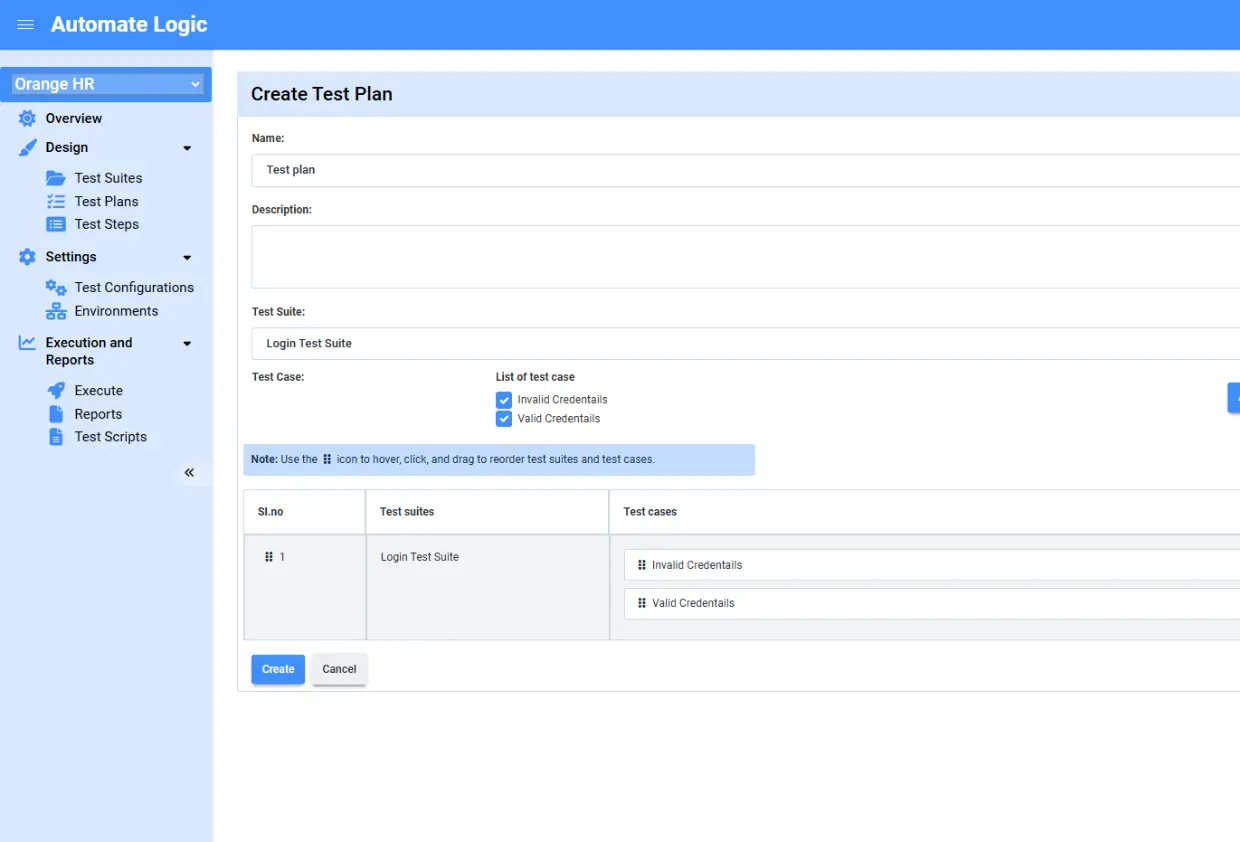 Automate Logic
Orange HR
Overview
Design
Test Suites
Test Plans
Test Steps
Settings
Test Configurations
Environments
Execution and
Reports
Execute
Reports
Test Scripts
Create Test Plan
Name:
Test plan
Description:
Test Suite:
Login Test Suite
Test Case:
List of test case
Invalid Credentails
Valid Credentails
Note: Use the icon to hover, click, and drag to reorder test suites and test cases.
Sl.no Test suites Test cases
1 Login Test Suite Invalid Credentails
Valid Credentails
Create Cancel